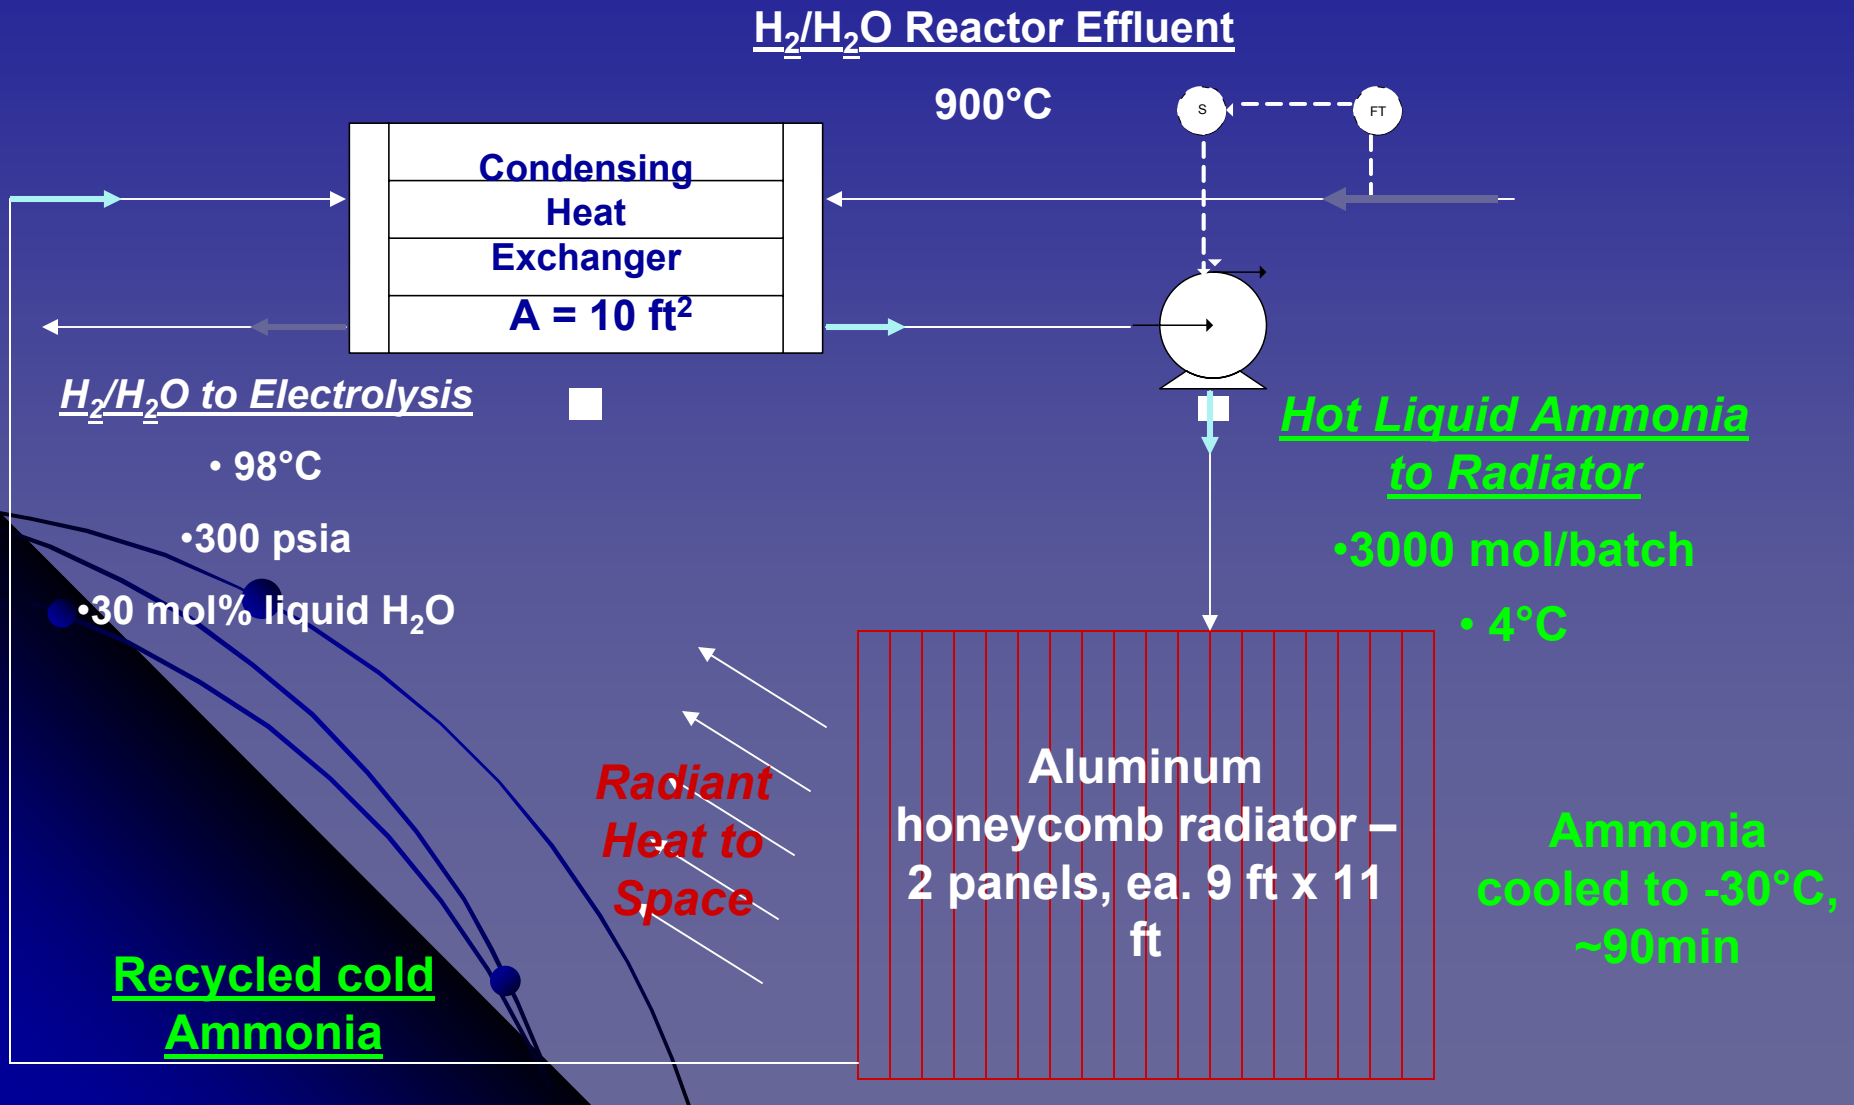 H₂/H₂O Reactor Effluent
900°C
S
FT
Condensing
Heat
Exchanger
A = 10 ft²
H₂/H₂O to Electrolysis
• 98°C
•300 psia
•30 mol% liquid H₂O
Hot Liquid Ammonia
to Radiator
•3000 mol/batch
• 4°C
Radiant
Heat to
Space
Aluminum
honeycomb radiator –
2 panels, ea. 9 ft x 11
ft
Ammonia
cooled to -30°C,
~90min
Recycled cold
Ammonia